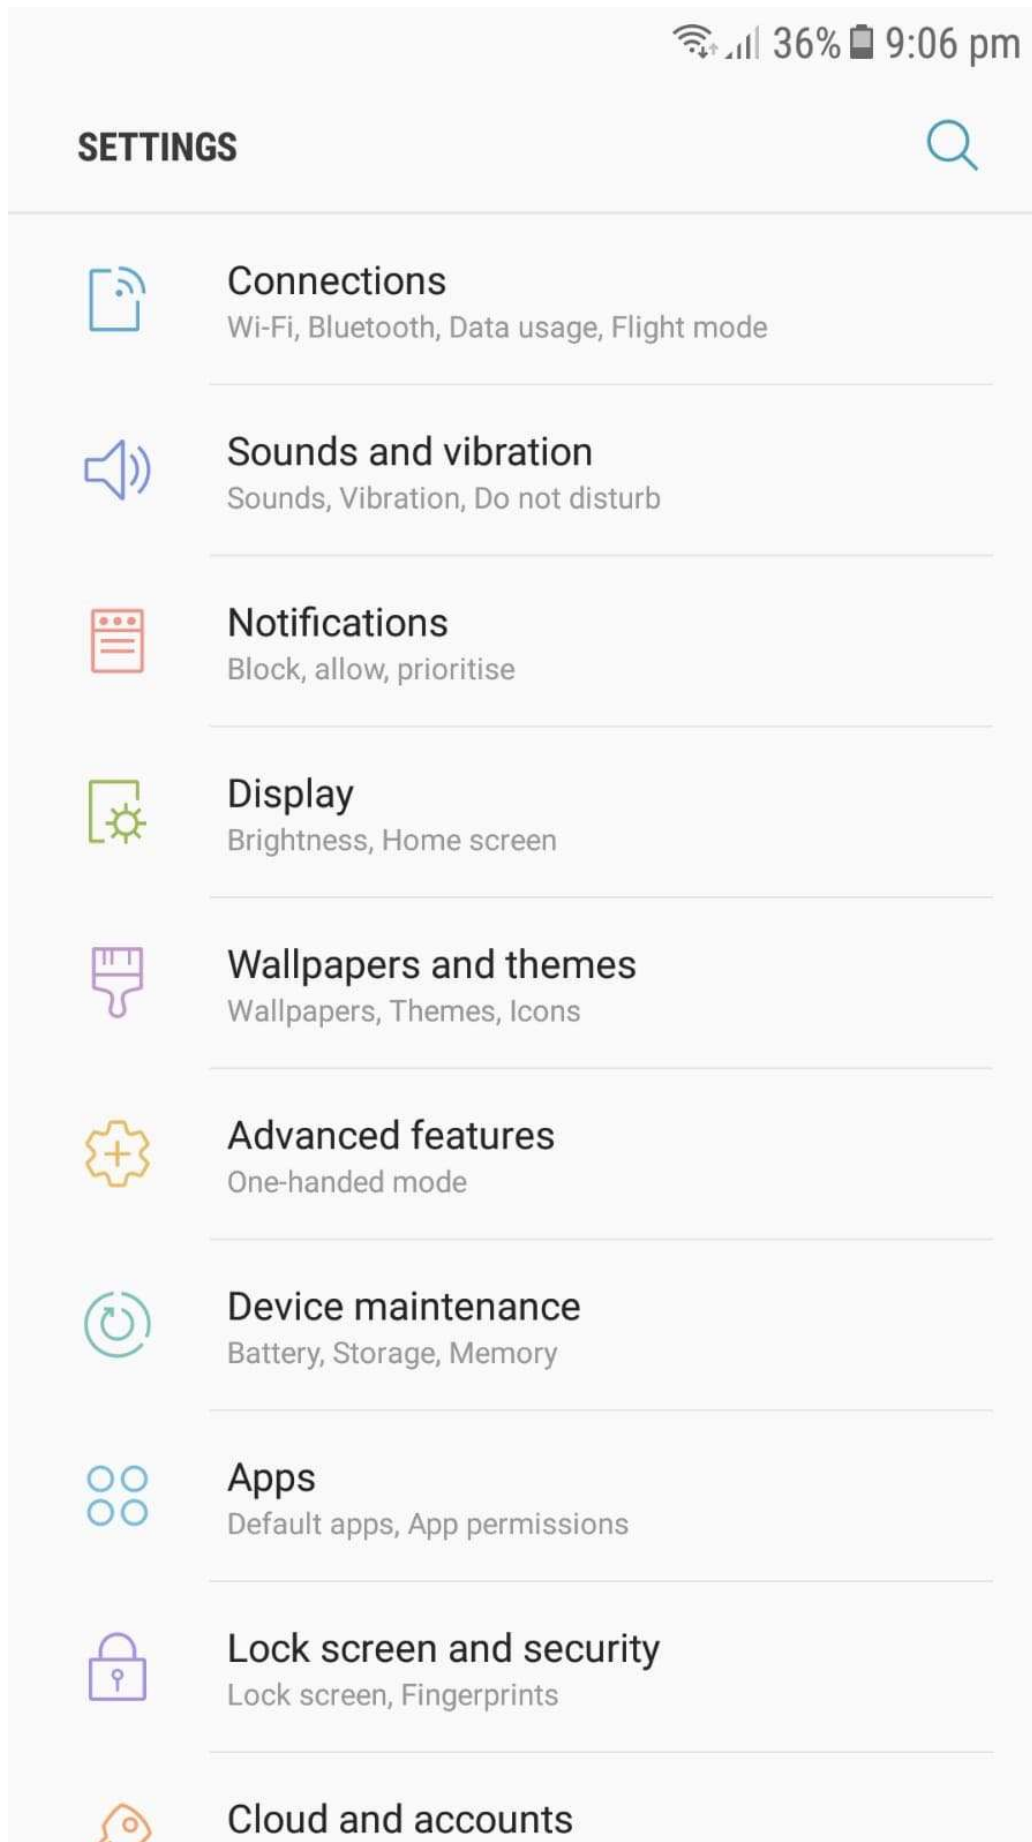 36% 9:06 pm
SETTINGS
Connections
Wi-Fi, Bluetooth, Data usage, Flight mode
Sounds and vibration
Sounds, Vibration, Do not disturb
Notifications
Block, allow, prioritise
Display
Brightness, Home screen
Wallpapers and themes
Wallpapers, Themes, Icons
Advanced features
One-handed mode
Device maintenance
Battery, Storage, Memory
Apps
Default apps, App permissions
Lock screen and security
Lock screen, Fingerprints
Cloud and accounts